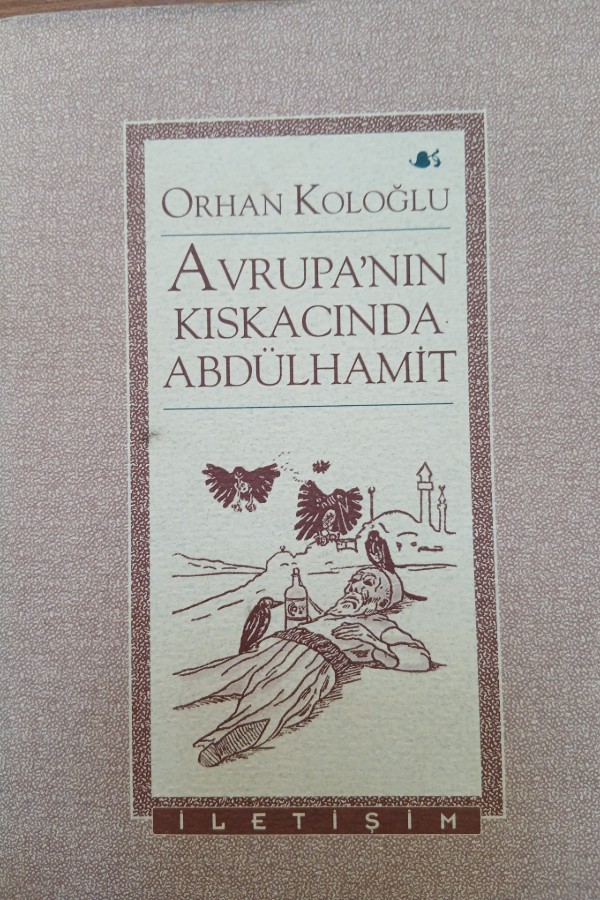 ORHAN KOLOĞLU
AVRUPA'NIN
KISKACINDA
ABDÜLHAMİT
İLETİŞİM